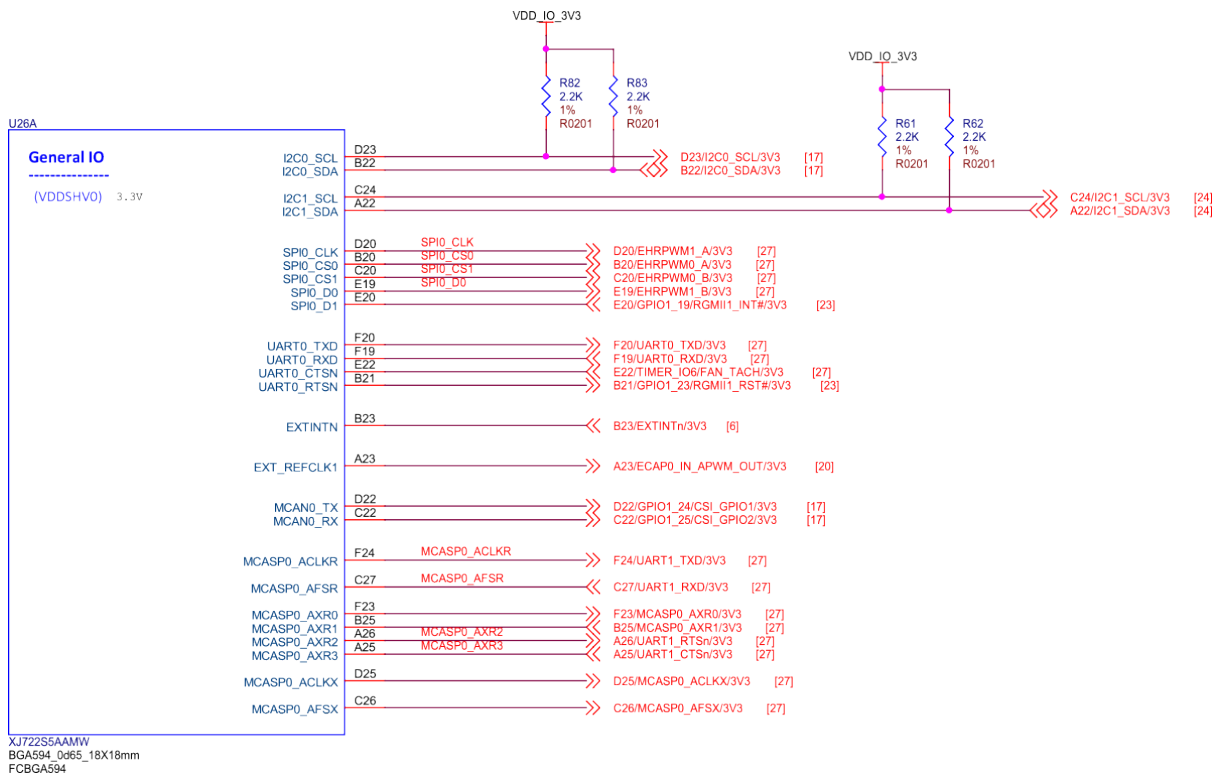 VDD_IO_3V3
VDD_IO_3V3
R82
2.2K
1%
R0201
R83
2.2K
1%
R0201
R61
2.2K
1%
R0201
R62
2.2K
1%
R0201
U26A
General IO
---------------
(VDDSHV0) 3.3V
I2C0_SCL D23 D23/I2C0_SCL/3V3 [17]
I2C0_SDA B22 B22/I2C0_SDA/3V3 [17]
I2C1_SCL C24 C24/I2C1_SCL/3V3 [24]
I2C1_SDA A22 A22/I2C1_SDA/3V3 [24]
SPI0_CLK D20 SPI0_CLK D20/EHRPWM1_A/3V3 [27]
SPI0_CS0 B20 SPI0_CS0 B20/EHRPWM0_A/3V3 [27]
SPI0_CS1 C20 SPI0_CS1 C20/EHRPWM0_B/3V3 [27]
SPI0_D0 E19 SPI0_D0 E19/EHRPWM1_B/3V3 [27]
SPI0_D1 E20 E20/GPIO1_19/RGMII1_INT#/3V3 [23]
UART0_TXD F20 F20/UART0_TXD/3V3 [27]
UART0_RXD F19 F19/UART0_RXD/3V3 [27]
UART0_CTSN E22 E22/TIMER_IO6/FAN_TACH/3V3 [27]
UART0_RTSN B21 B21/GPIO1_23/RGMII1_RST#/3V3 [23]
EXTINTN B23 B23/EXTINTn/3V3 [6]
EXT_REFCLK1 A23 A23/ECAP0_IN_APWM_OUT/3V3 [20]
MCAN0_TX D22 D22/GPIO1_24/CSI_GPIO1/3V3 [17]
MCAN0_RX C22 C22/GPIO1_25/CSI_GPIO2/3V3 [17]
MCASP0_ACLKR F24 MCASP0_ACLKR F24/UART1_TXD/3V3 [27]
MCASP0_AFSR C27 MCASP0_AFSR C27/UART1_RXD/3V3 [27]
MCASP0_AXR0 F23 F23/MCASP0_AXR0/3V3 [27]
MCASP0_AXR1 B25 B25/MCASP0_AXR1/3V3 [27]
MCASP0_AXR2 A26 MCASP0_AXR2 A26/UART1_RTSn/3V3 [27]
MCASP0_AXR3 A25 MCASP0_AXR3 A25/UART1_CTSn/3V3 [27]
MCASP0_ACLKX D25 D25/MCASP0_ACLKX/3V3 [27]
MCASP0_AFSX C26 C26/MCASP0_AFSX/3V3 [27]
XJ722S5AAMW
BGA594_0d65_18X18mm
FCBGA594